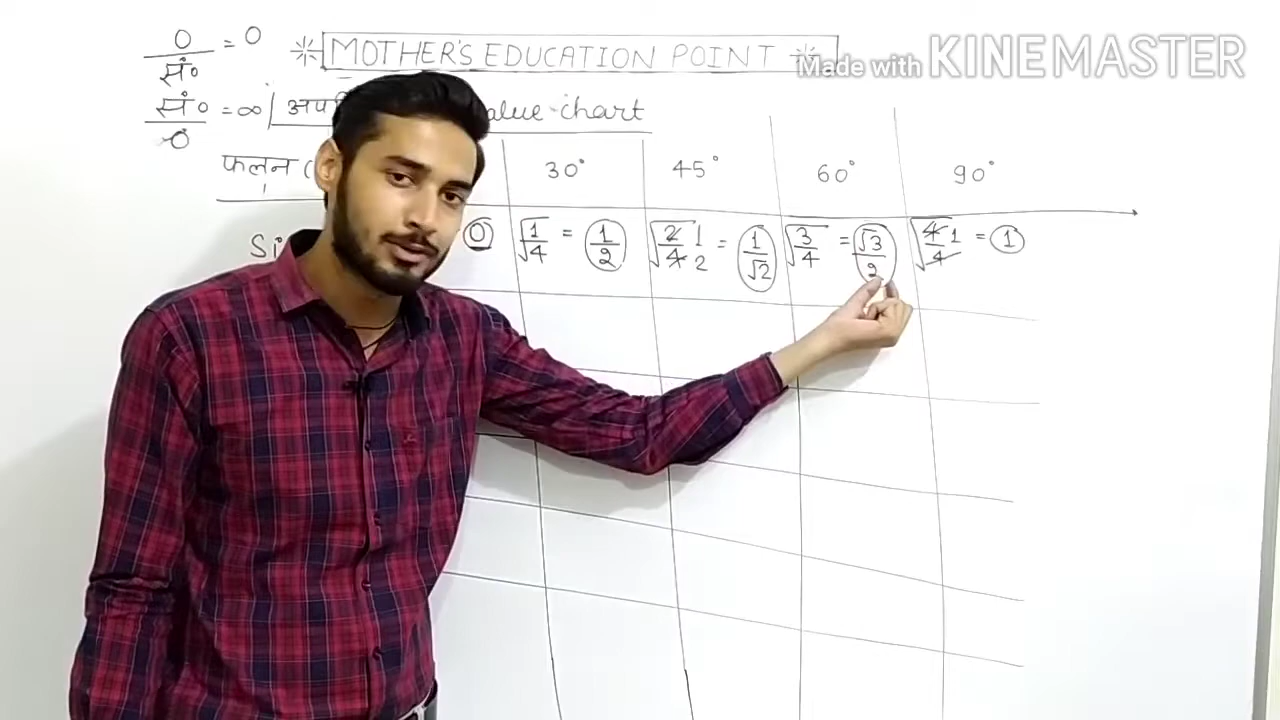 0/सं० = 0
* MOTHER'S EDUCATION POINT *
Made with KINEMASTER
सं०/0 = ∞ | value-chart
फलन ( 30° 45° 60° 90°
Si 0 √1/4 = 1/2 √2/4 1/2 = 1/√2 √3/4 = √3/2 √4/4 1 = 1